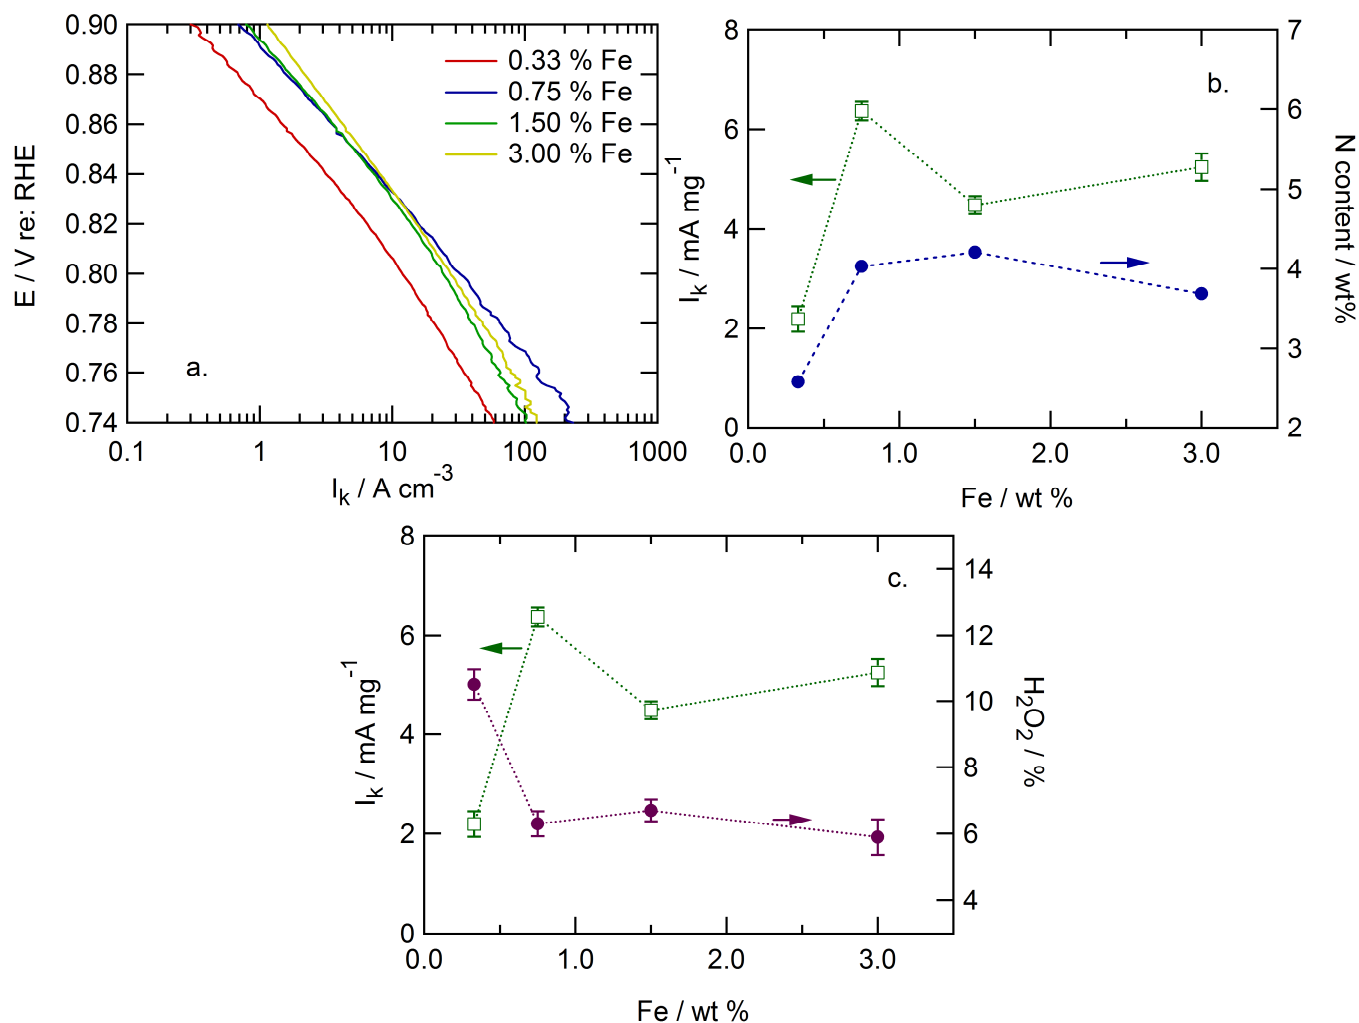 0.90
0.88
0.86
0.84
0.82
0.80
0.78
0.76
0.74
E / V re: RHE
0.33 % Fe
0.75 % Fe
1.50 % Fe
3.00 % Fe
a.
0.1 1 10 100 1000
I_k / A cm^-3
8
6
4
2
0
I_k / mA mg^-1
b.
7
6
5
4
3
2
N content / wt%
0.0 1.0 2.0 3.0
Fe / wt %
8
6
4
2
0
I_k / mA mg^-1
c.
14
12
10
8
6
4
H_2O_2 / %
0.0 1.0 2.0 3.0
Fe / wt %